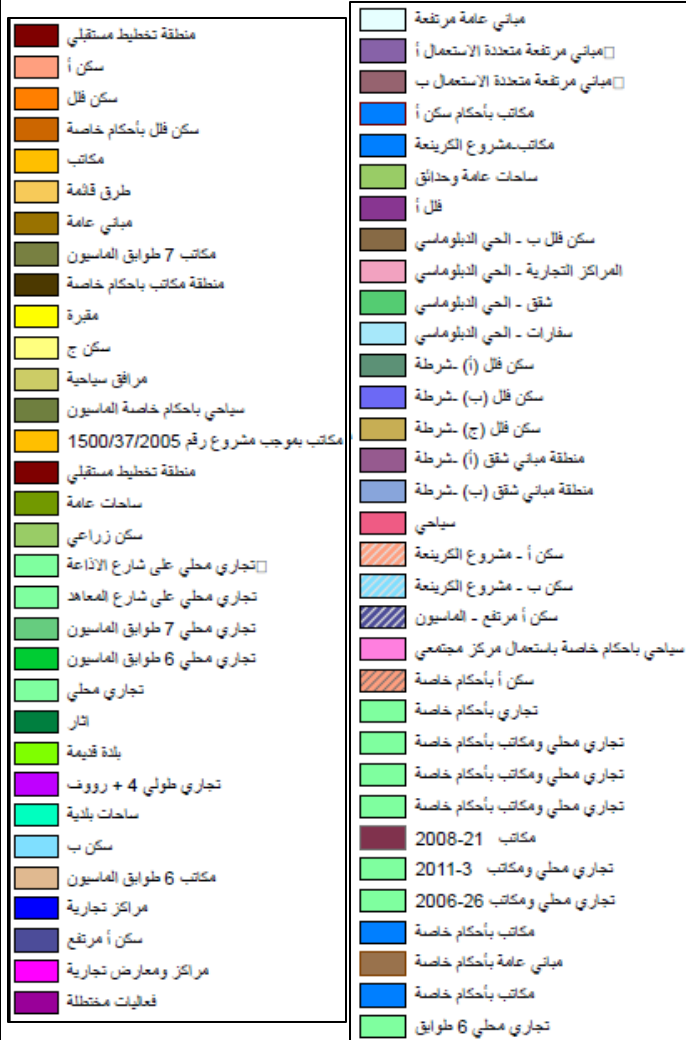 منطقة تخطيط مستقبلي
سكن أ
سكن فلل
سكن فلل بأحكام خاصة
مكاتب
طرق قائمة
مباني عامة
مكاتب 7 طوابق الماسيون
منطقة مكاتب باحكام خاصة
مقبرة
سكن ج
مرافق سياحية
سياحي باحكام خاصة الماسيون
مكاتب بموجب مشروع رقم 1500/37/2005
منطقة تخطيط مستقبلي
ساحات عامة
سكن زراعي
□تجاري محلي على شارع الاذاعة
تجاري محلي على شارع المعاهد
تجاري محلي 7 طوابق الماسيون
تجاري محلي 6 طوابق الماسيون
تجاري محلي
اثار
بلدة قديمة
تجاري طولي 4 + رووف
ساحات بلدية
سكن ب
مكاتب 6 طوابق الماسيون
مراكز تجارية
سكن أ مرتفع
مراكز ومعارض تجارية
فعاليات مختطلة
مباني عامة مرتفعة
□مباني مرتفعة متعددة الاستعمال أ
□مباني مرتفعة متعددة الاستعمال ب
مكاتب بأحكام سكن أ
مكاتب-مشروع الكرينعة
ساحات عامة وحدائق
فلل أ
سكن فلل ب - الحي الدبلوماسي
المراكز التجارية - الحي الدبلوماسي
شقق - الحي الدبلوماسي
سفارات - الحي الدبلوماسي
سكن فلل (أ) -شرطة
سكن فلل (ب) -شرطة
سكن فلل (ج) -شرطة
منطقة مباني شقق (أ) -شرطة
منطقة مباني شقق (ب) -شرطة
سياحي
سكن أ - مشروع الكرينعة
سكن ب - مشروع الكرينعة
سكن أ مرتفع - الماسيون
سياحي باحكام خاصة باستعمال مركز مجتمعي
سكن أ بأحكام خاصة
تجاري بأحكام خاصة
تجاري محلي ومكاتب بأحكام خاصة
تجاري محلي ومكاتب بأحكام خاصة
تجاري محلي ومكاتب بأحكام خاصة
مكاتب 21-2008
تجاري محلي ومكاتب 3-2011
تجاري محلي ومكاتب 26-2006
مكاتب بأحكام خاصة
مباني عامة بأحكام خاصة
مكاتب بأحكام خاصة
تجاري محلي 6 طوابق